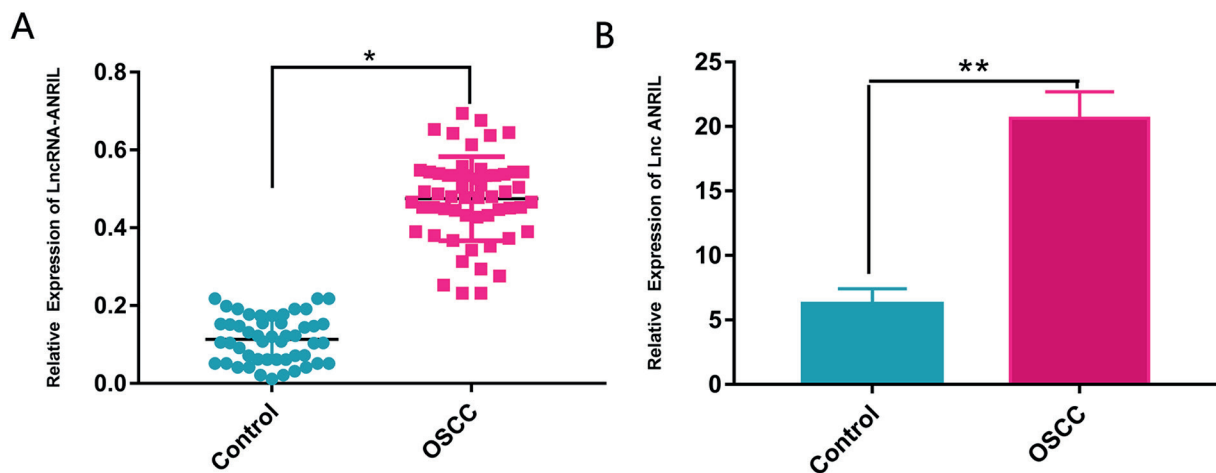 A
Relative Expression of LncRNA-ANRIL
0.8
0.6
0.4
0.2
0.0
*
Control
OSCC
B
Relative Expression of Lnc ANRIL
25
20
15
10
5
0
**
Control
OSCC